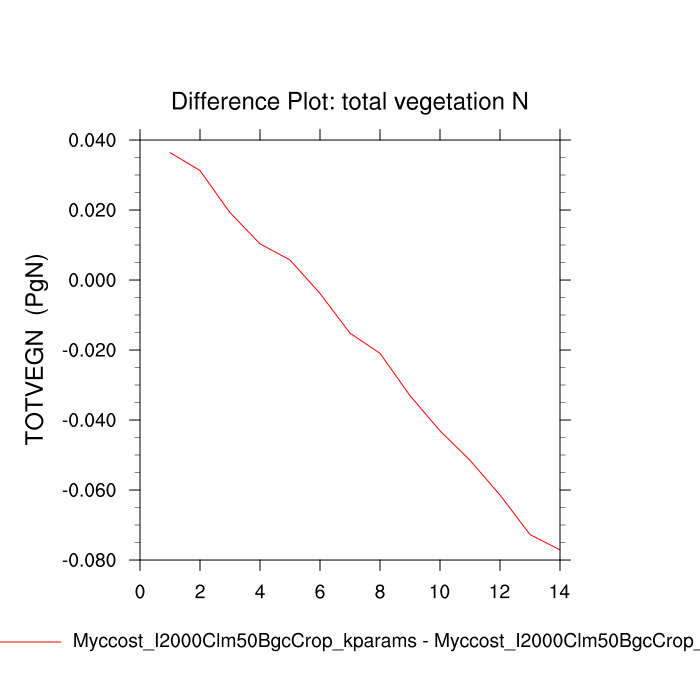 Difference Plot: total vegetation N
TOTVEGN (PgN)
0.040
0.020
0.000
-0.020
-0.040
-0.060
-0.080
0 2 4 6 8 10 12 14
Myccost_I2000Clm50BgcCrop_kparams - Myccost_I2000Clm50BgcCrop_